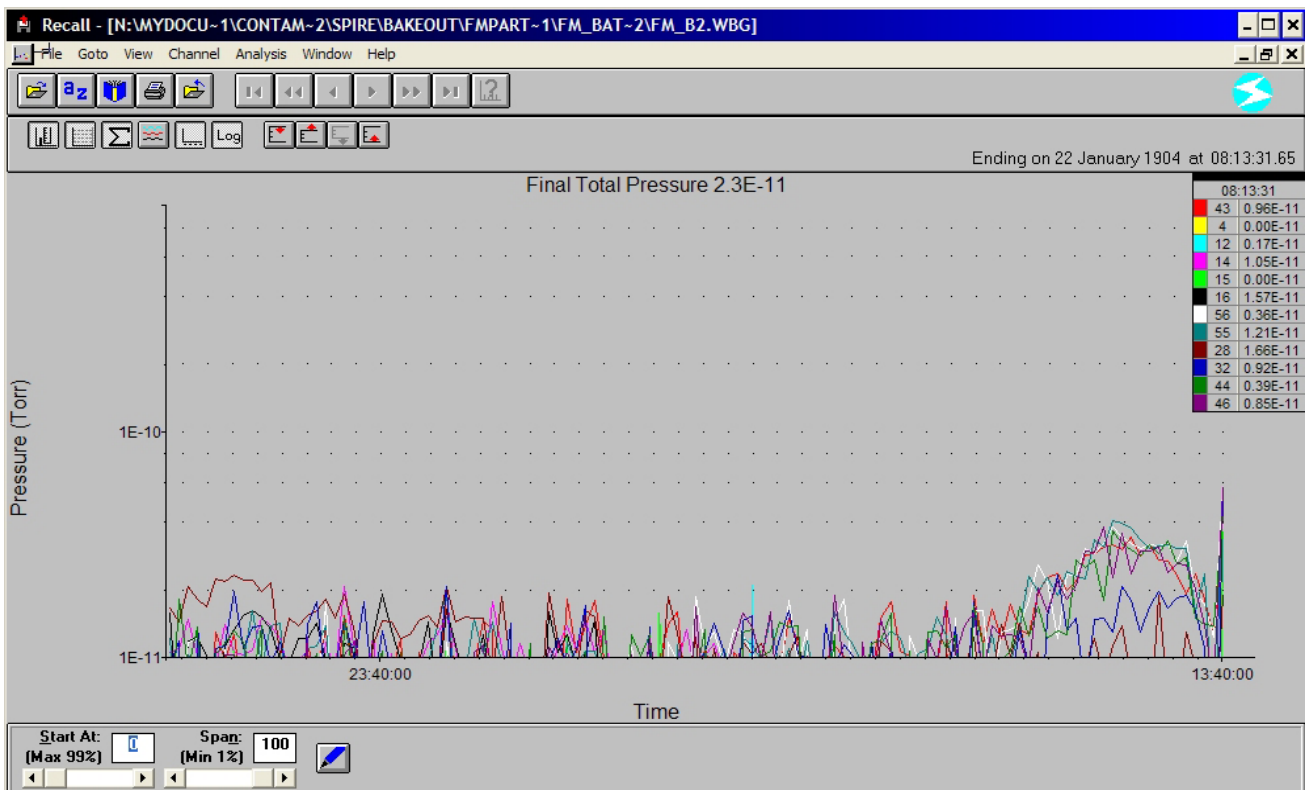 Recall - [N:\MYDOCU~1\CONTAM~2\SPIRE\BAKEOUT\FMPART~1\FM_BAT~2\FM_B2.WBG]
File Goto View Channel Analysis Window Help
az
Log
Ending on 22 January 1904 at 08:13:31.65
Final Total Pressure 2.3E-11
08:13:31
43 0.96E-11
4 0.00E-11
12 0.17E-11
14 1.05E-11
15 0.00E-11
16 1.57E-11
56 0.36E-11
55 1.21E-11
28 1.66E-11
32 0.92E-11
44 0.39E-11
46 0.85E-11
Pressure (Torr)
1E-10
1E-11
23:40:00
13:40:00
Time
Start At:
(Max 99%)
0
Span:
(Min 1%)
100